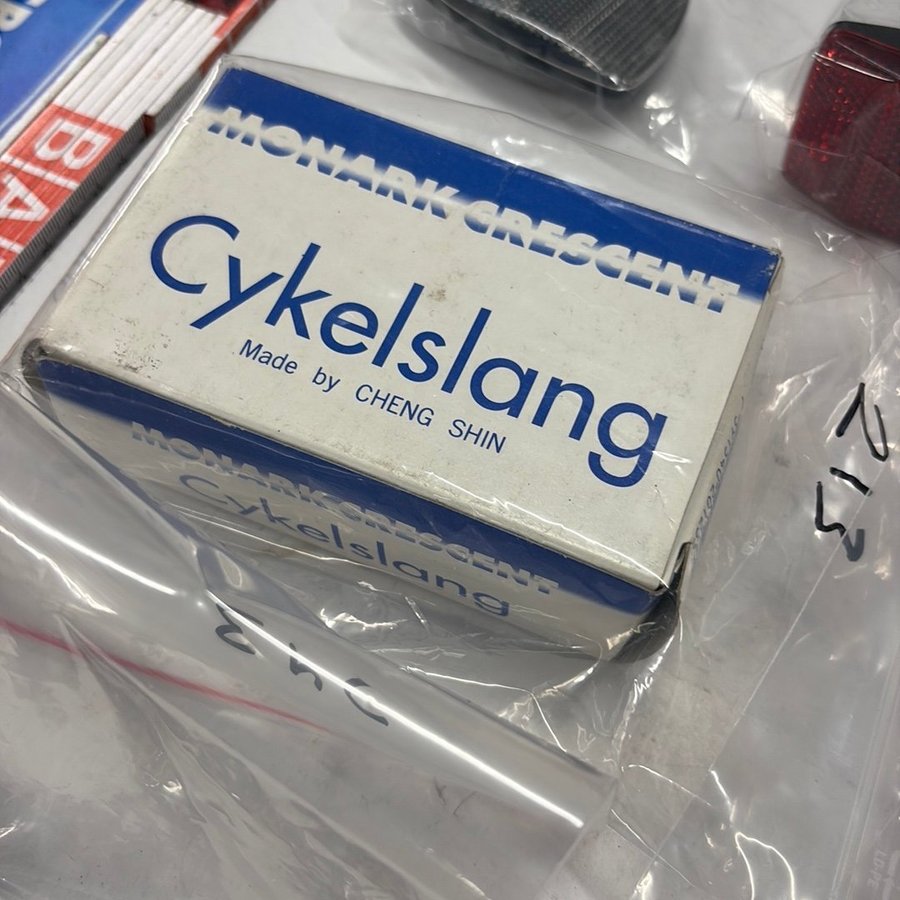 MONARK CRESCENT
Cykelslang
Made by CHENG SHIN
MONARK CRESCENT
Cykelslang